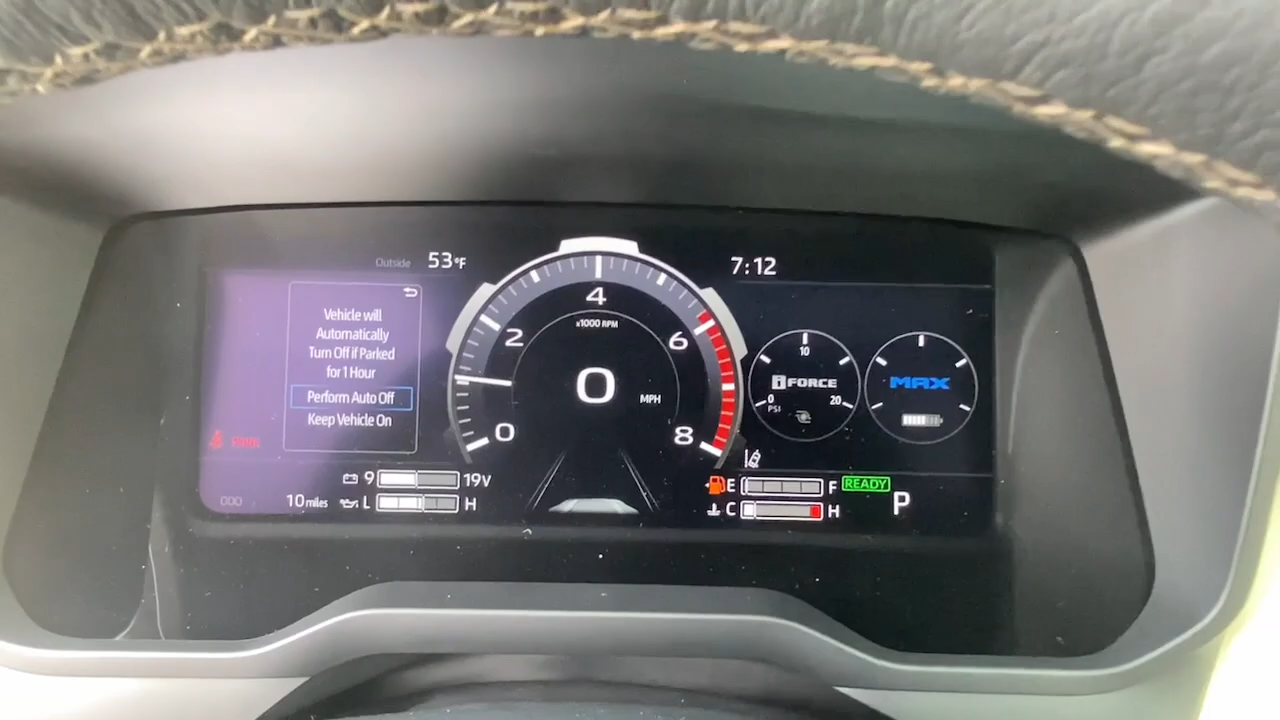 Outside 53°F
7:12
Vehicle will
Automatically
Turn Off if Parked
for 1 Hour
Perform Auto Off
Keep Vehicle On
0
2
4
6
8
x1000 RPM
0
MPH
10
iFORCE
0
20
PSI
MAX
9
19V
L
H
000
10 miles
E
F
READY
C
H
P